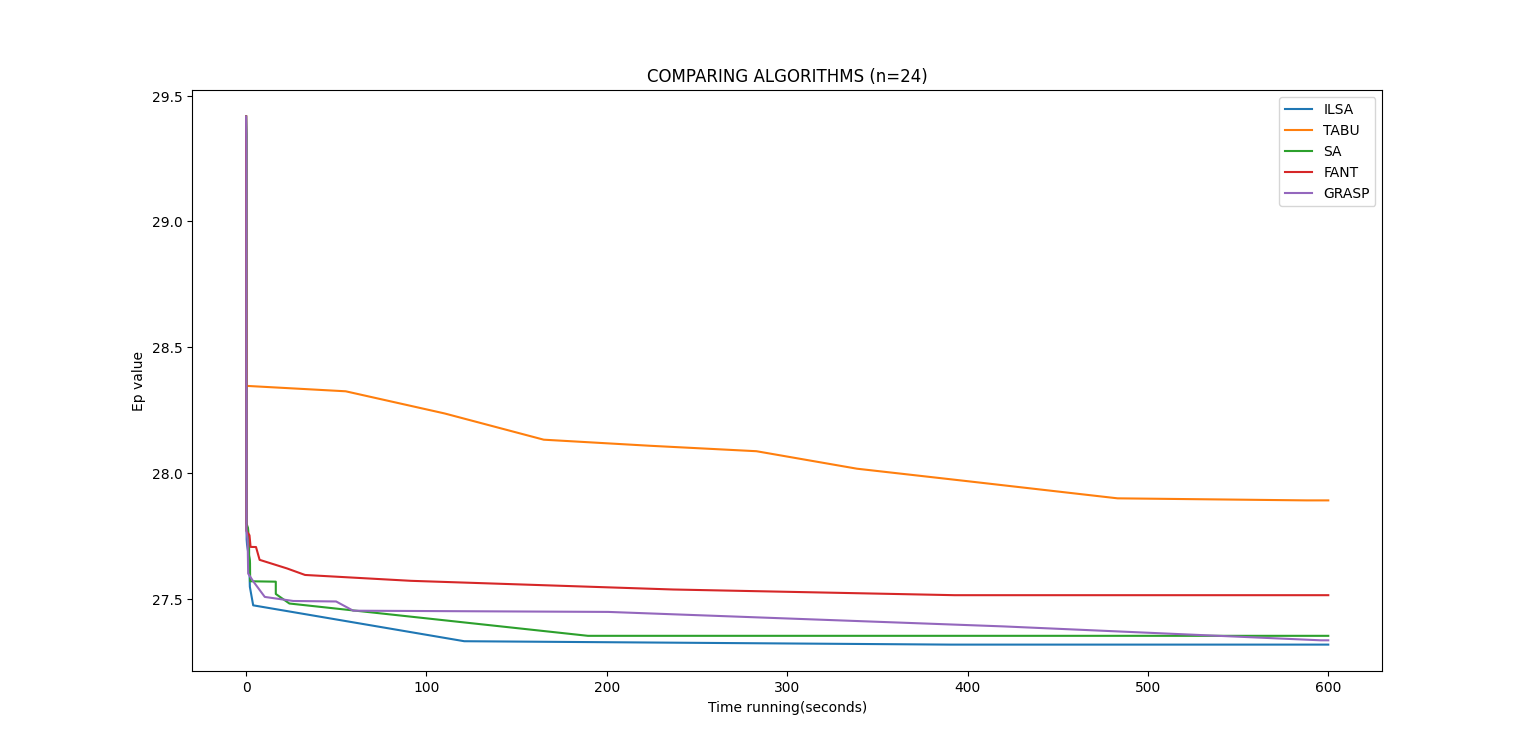 COMPARING ALGORITHMS (n=24)
29.5
29.0
28.5
28.0
27.5
Ep value
0 100 200 300 400 500 600
Time running(seconds)
ILSA
TABU
SA
FANT
GRASP